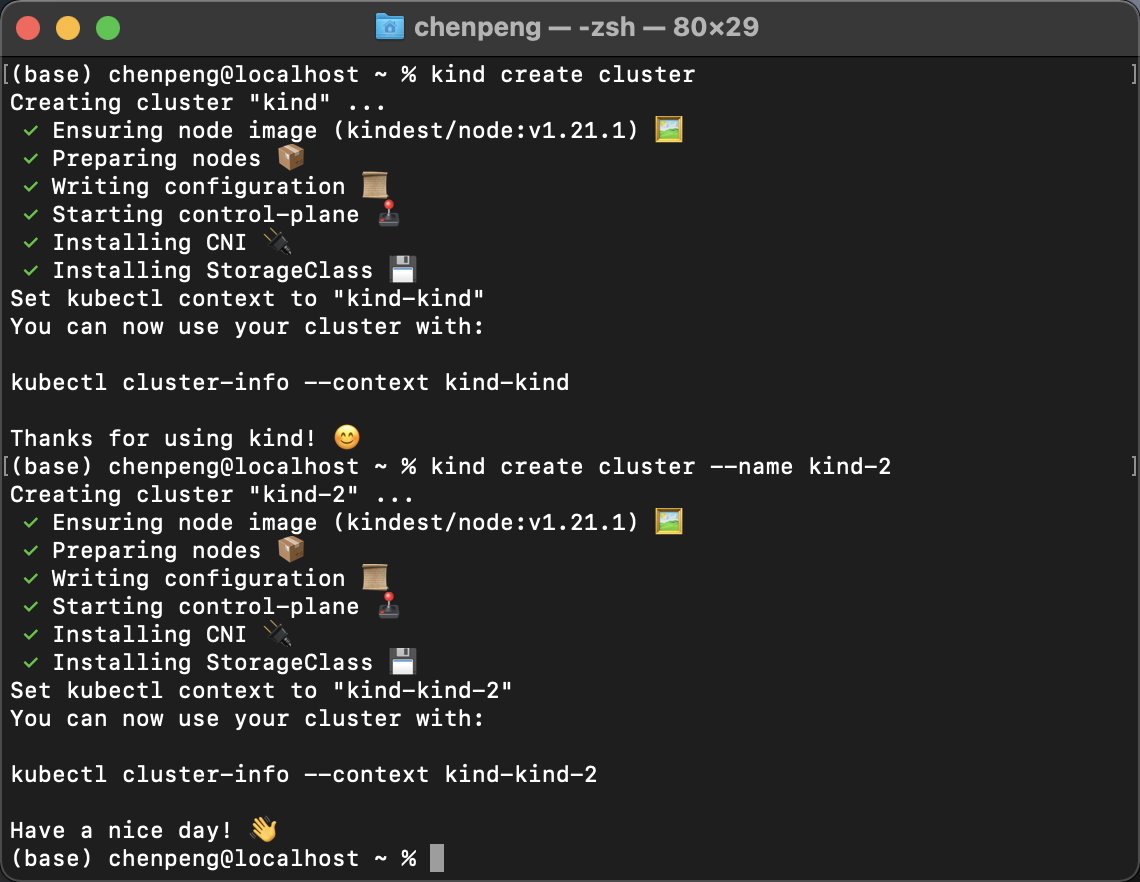 chenpeng — -zsh — 80×29
(base) chenpeng@localhost ~ % kind create cluster
Creating cluster "kind" ...
✓ Ensuring node image (kindest/node:v1.21.1) 🖼
✓ Preparing nodes 📦
✓ Writing configuration 📜
✓ Starting control-plane 🕹️
✓ Installing CNI 🔌
✓ Installing StorageClass 💾
Set kubectl context to "kind-kind"
You can now use your cluster with:

kubectl cluster-info --context kind-kind

Thanks for using kind! 😊
(base) chenpeng@localhost ~ % kind create cluster --name kind-2
Creating cluster "kind-2" ...
✓ Ensuring node image (kindest/node:v1.21.1) 🖼
✓ Preparing nodes 📦
✓ Writing configuration 📜
✓ Starting control-plane 🕹️
✓ Installing CNI 🔌
✓ Installing StorageClass 💾
Set kubectl context to "kind-kind-2"
You can now use your cluster with:

kubectl cluster-info --context kind-kind-2

Have a nice day! 👋
(base) chenpeng@localhost ~ %